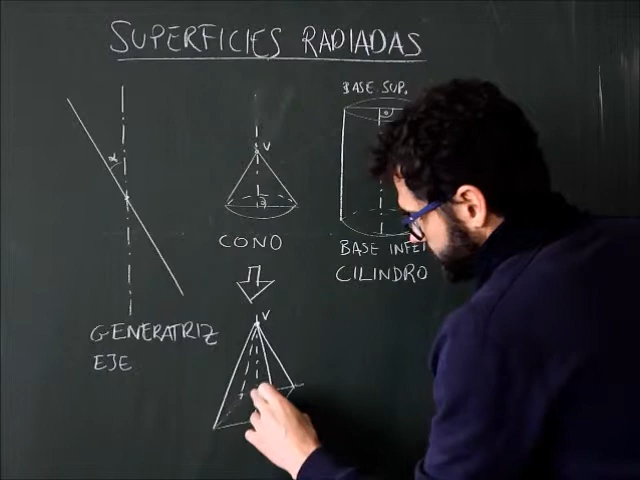 SUPERFICIES RADIADAS
BASE SUP.
α
V
CONO
BASE INFE
CILINDRO
V
GENERATRIZ
EJE